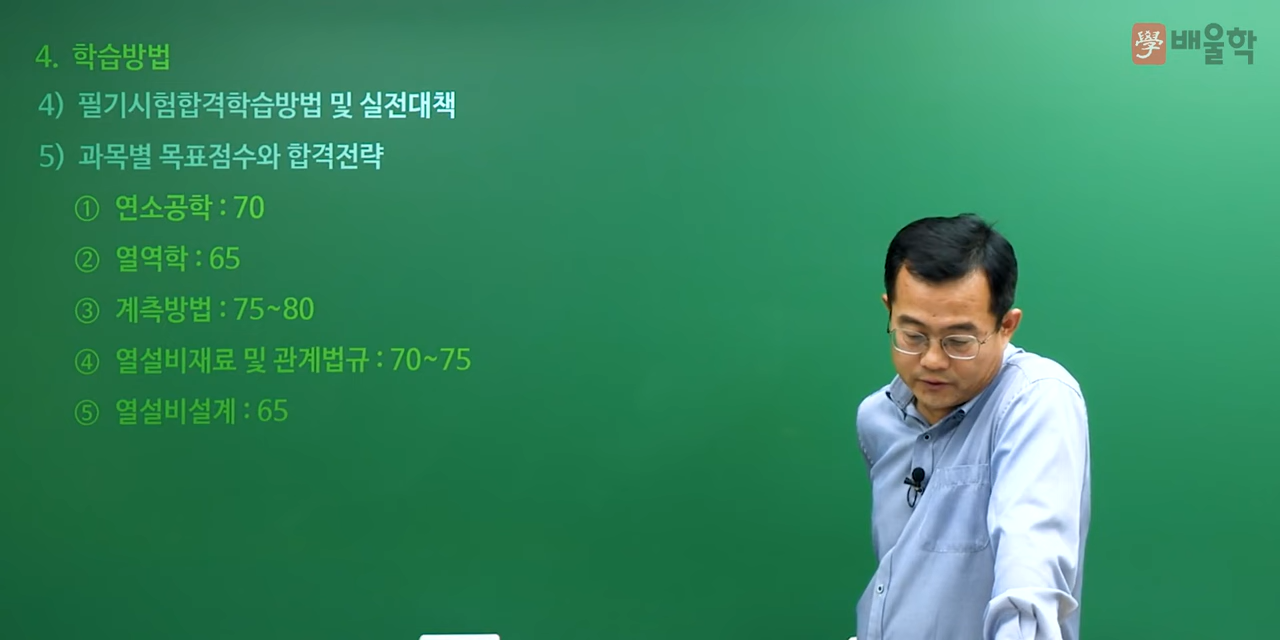 學 배울학
4. 학습방법
4) 필기시험합격학습방법 및 실전대책
5) 과목별 목표점수와 합격전략
① 연소공학 : 70
② 열역학 : 65
③ 계측방법 : 75~80
④ 열설비재료 및 관계법규 : 70~75
⑤ 열설비설계 : 65